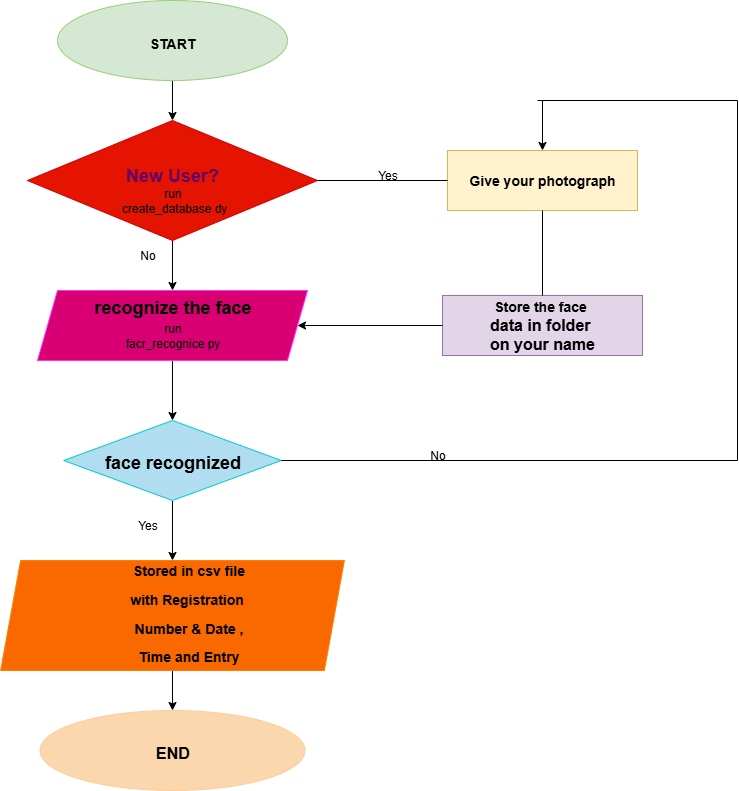 START
New User?
run
create_database dy
Yes
Give your photograph
No
recognize the face
run
facr_recognice.py
Store the face
data in folder
on your name
face recognized
No
Yes
Stored in csv file
with Registration
Number & Date ,
Time and Entry
END